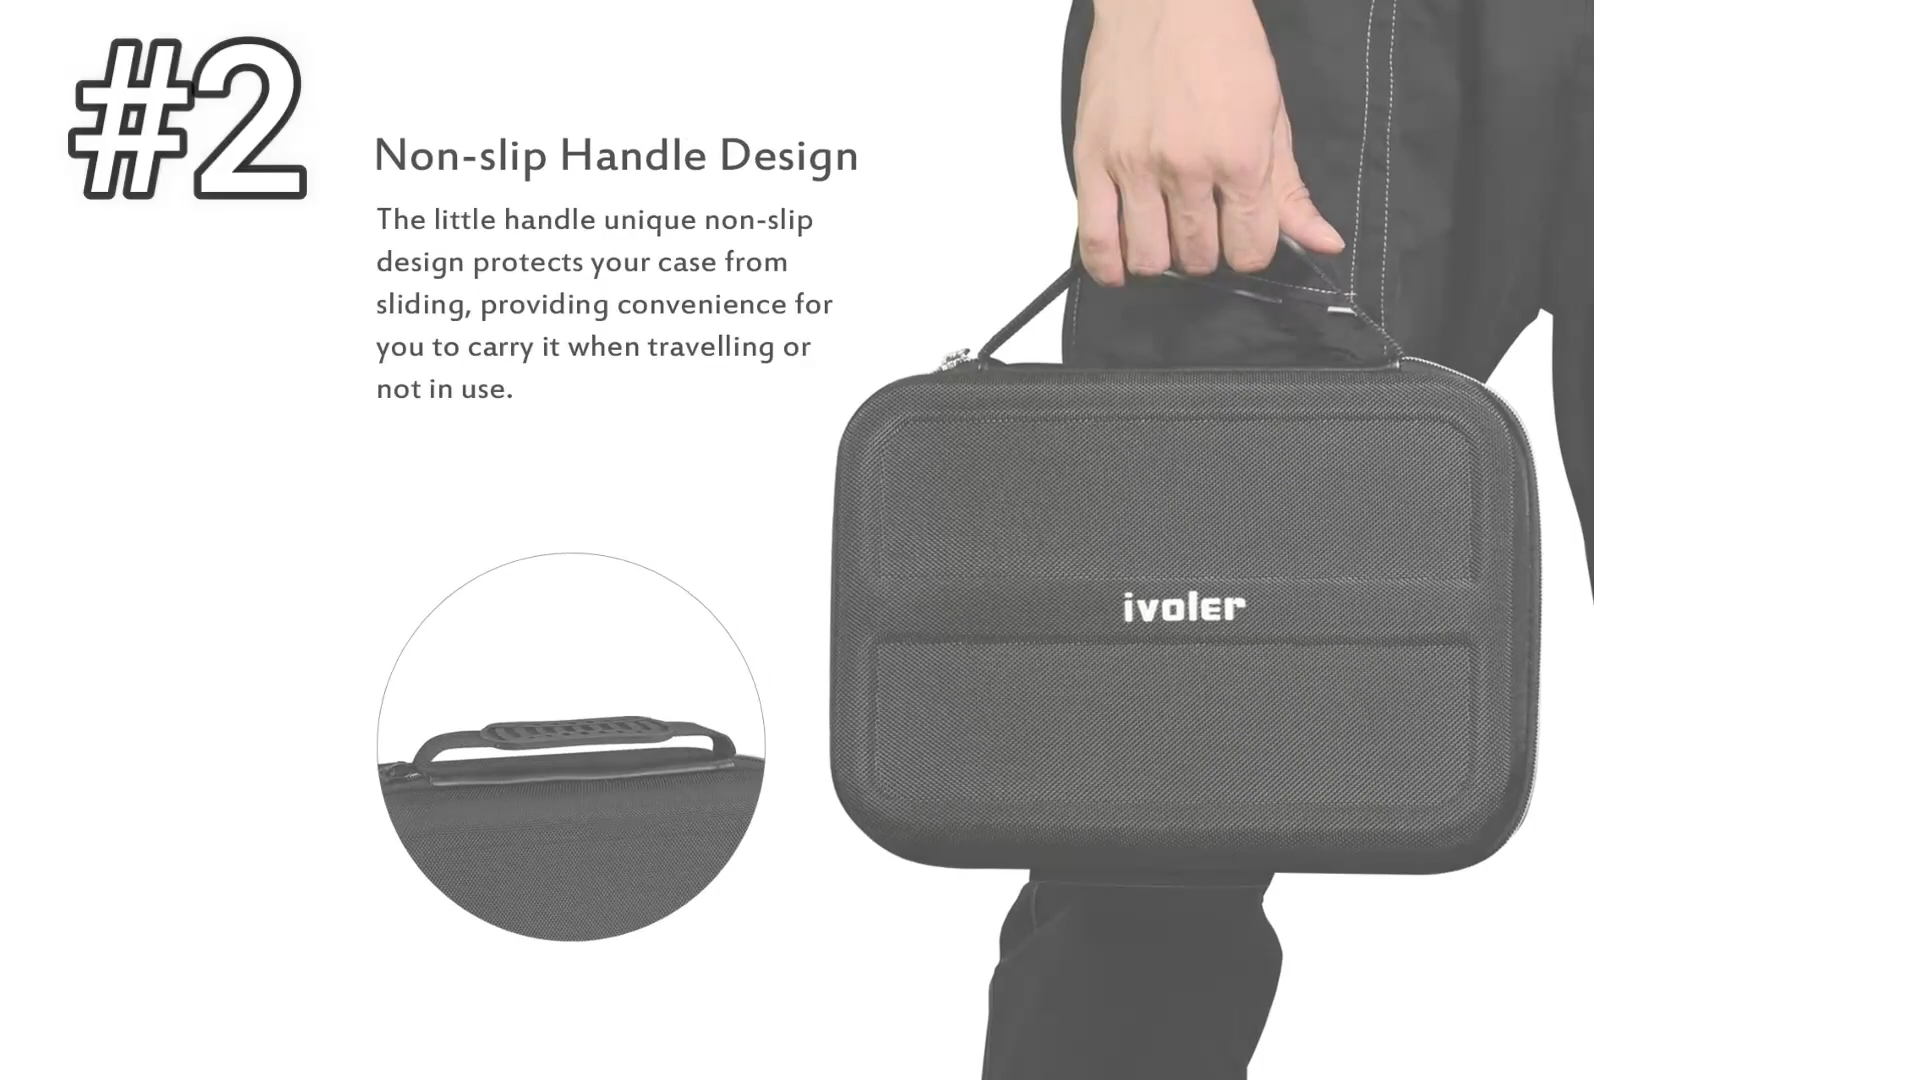 #2
Non-slip Handle Design
The little handle unique non-slip
design protects your case from
sliding, providing convenience for
you to carry it when travelling or
not in use.
ivoler